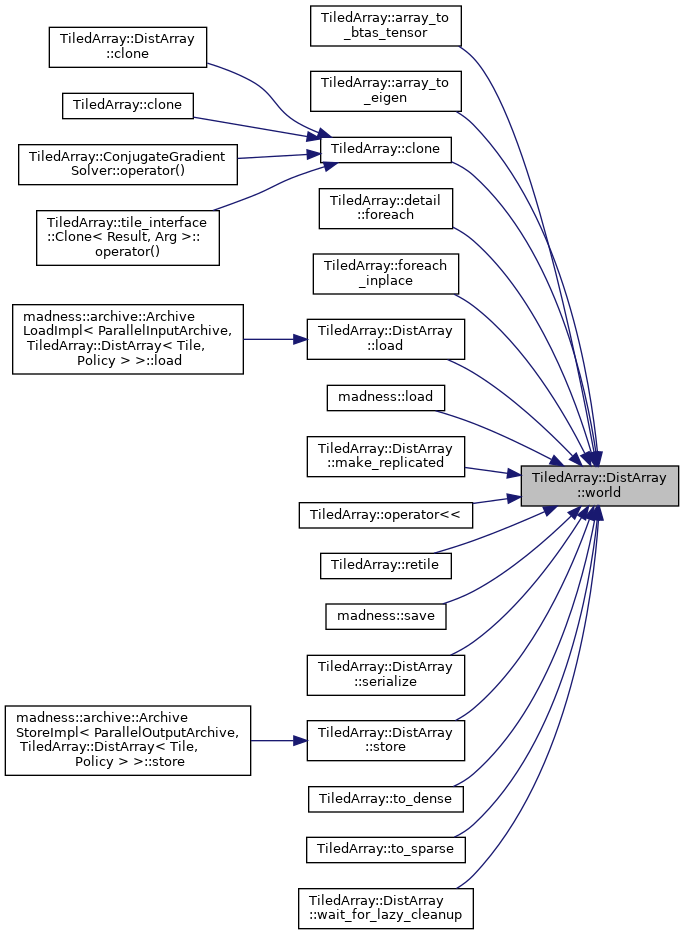 TiledArray::array_to
_btas_tensor
TiledArray::DistArray
::clone
TiledArray::array_to
_eigen
TiledArray::clone
TiledArray::clone
TiledArray::ConjugateGradient
Solver::operator()
TiledArray::detail
::foreach
TiledArray::tile_interface
::Clone< Result, Arg >::
operator()
TiledArray::foreach
_inplace
madness::archive::Archive
LoadImpl< ParallelInputArchive,
TiledArray::DistArray< Tile,
Policy > >::load
TiledArray::DistArray
::load
madness::load
TiledArray::DistArray
::make_replicated
TiledArray::DistArray
::world
TiledArray::operator<<
TiledArray::retile
madness::save
TiledArray::DistArray
::serialize
madness::archive::Archive
StoreImpl< ParallelOutputArchive,
TiledArray::DistArray< Tile,
Policy > >::store
TiledArray::DistArray
::store
TiledArray::to_dense
TiledArray::to_sparse
TiledArray::DistArray
::wait_for_lazy_cleanup